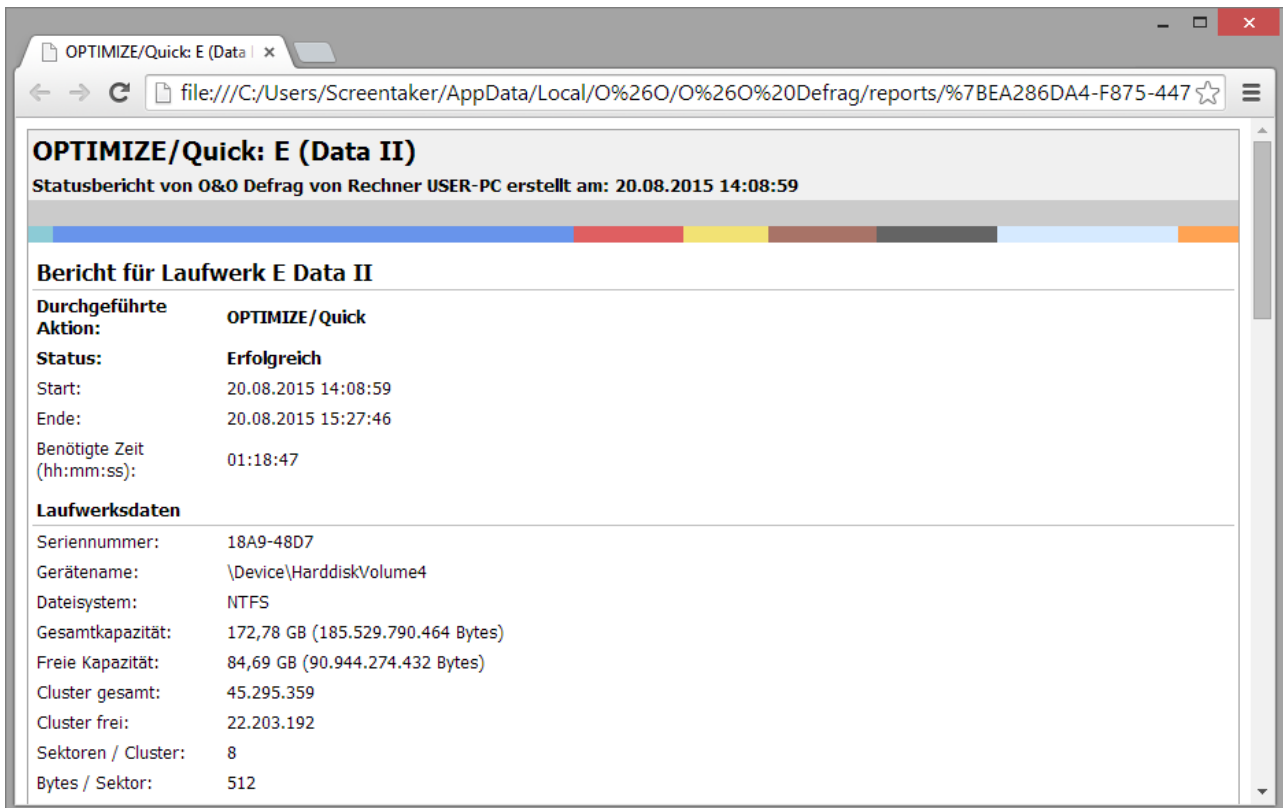 OPTIMIZE/Quick: E (Data
file:///C:/Users/Screentaker/AppData/Local/O%26O/O%26O%20Defrag/reports/%7BEA286DA4-F875-447
OPTIMIZE/Quick: E (Data II)
Statusbericht von O&O Defrag von Rechner USER-PC erstellt am: 20.08.2015 14:08:59
Bericht für Laufwerk E Data II
Durchgeführte
Aktion: OPTIMIZE/Quick
Status: Erfolgreich
Start: 20.08.2015 14:08:59
Ende: 20.08.2015 15:27:46
Benötigte Zeit
(hh:mm:ss): 01:18:47
Laufwerksdaten
Seriennummer: 18A9-48D7
Gerätename: \Device\HarddiskVolume4
Dateisystem: NTFS
Gesamtkapazität: 172,78 GB (185.529.790.464 Bytes)
Freie Kapazität: 84,69 GB (90.944.274.432 Bytes)
Cluster gesamt: 45.295.359
Cluster frei: 22.203.192
Sektoren / Cluster: 8
Bytes / Sektor: 512